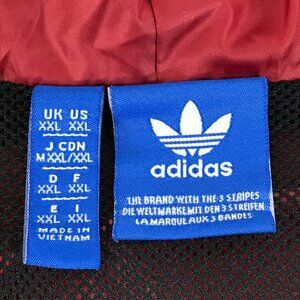 UK US
XXL XXL
J CDN
M XXL/XXL
D F
XXL XXL
E I
XXL XXL
MADE IN
VIETNAM
adidas
THE BRAND WITH THE 3 STRIPES
DIE WELTMARKE MIT DEN 3 STREIFEN
LA MARQUE AUX 3 BANDES